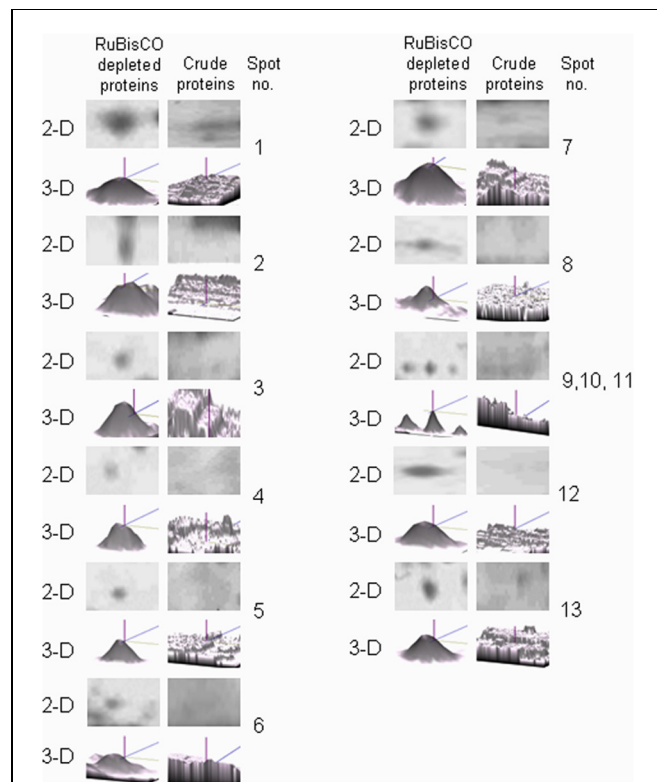 RuBisCO
depleted
proteins
Crude
proteins
Spot
no.
2-D
1
3-D
2-D
2
3-D
2-D
3
3-D
2-D
4
3-D
2-D
5
3-D
2-D
6
3-D
RuBisCO
depleted
proteins
Crude
proteins
Spot
no.
2-D
7
3-D
2-D
8
3-D
2-D
9,10, 11
3-D
2-D
12
3-D
2-D
13
3-D